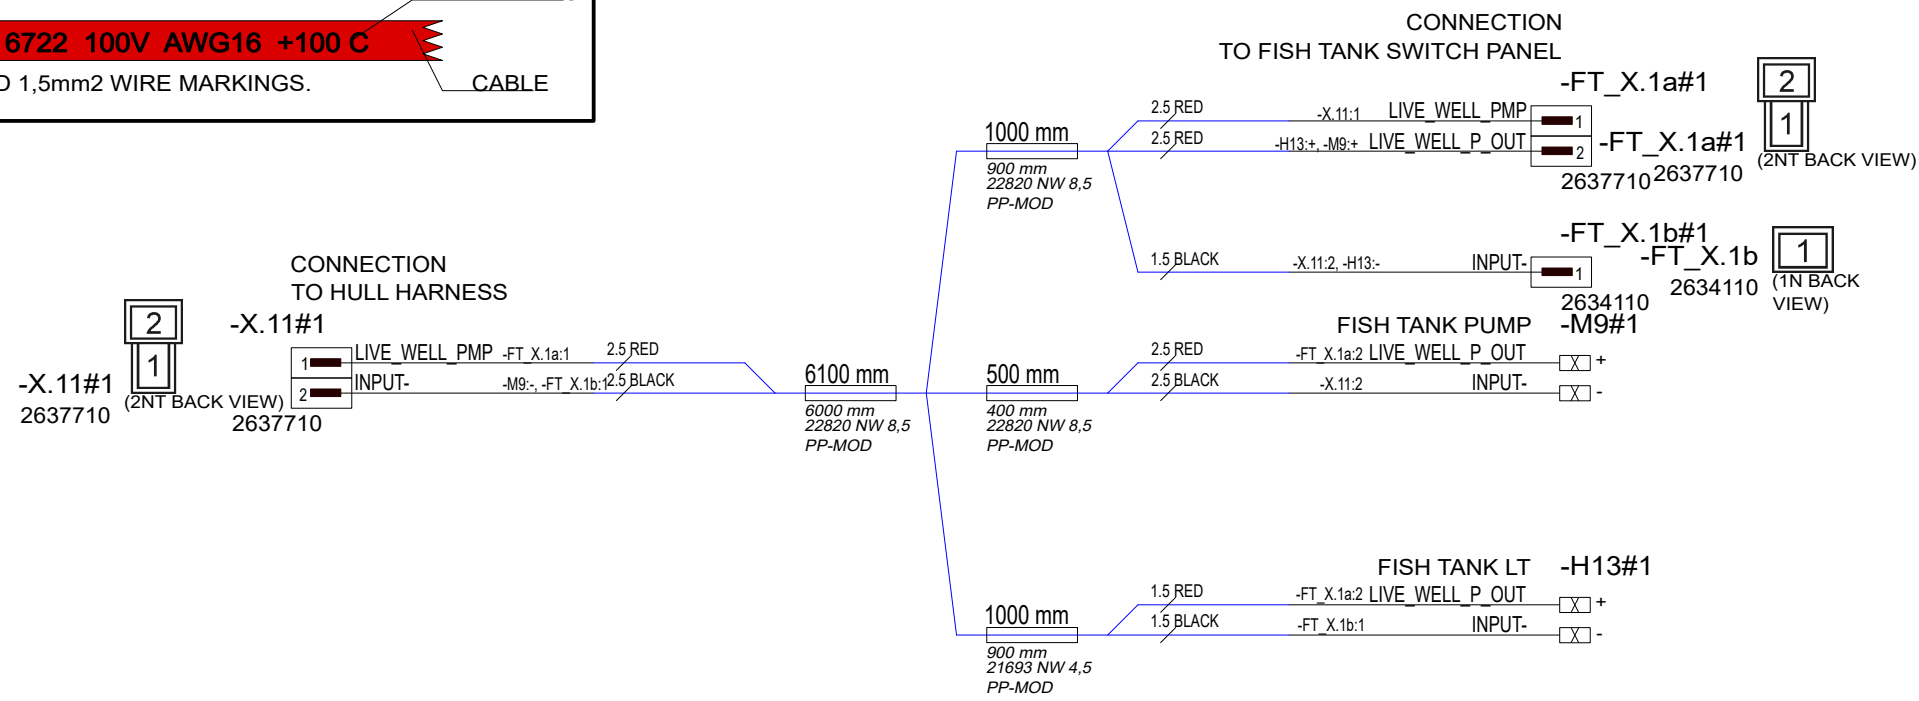 6722 100V AWG16 +100 C
D 1,5mm2 WIRE MARKINGS.
CABLE
CONNECTION
TO FISH TANK SWITCH PANEL
-FT_X.1a#1
2
1
(2NT BACK VIEW)
2.5 RED
-X.11:1
LIVE_WELL_PMP
1
2.5 RED
-H13:+, -M9:+
LIVE_WELL_P_OUT
2
-FT_X.1a#1
2637710
2637710
1000 mm
900 mm
22820 NW 8,5
PP-MOD
-FT_X.1b#1
-FT_X.1b
1
(1N BACK
VIEW)
1.5 BLACK
-X.11:2, -H13:-
INPUT-
1
2634110
2634110
CONNECTION
TO HULL HARNESS
-X.11#1
2
1
(2NT BACK VIEW)
-X.11#1
2637710
2637710
1
LIVE_WELL_PMP
-FT_X.1a:1
2.5 RED
2
INPUT-
-M9:-, -FT_X.1b:1
2.5 BLACK
6100 mm
6000 mm
22820 NW 8,5
PP-MOD
FISH TANK PUMP
-M9#1
500 mm
400 mm
22820 NW 8,5
PP-MOD
2.5 RED
-FT_X.1a:2
LIVE_WELL_P_OUT
X
+
2.5 BLACK
-X.11:2
INPUT-
X
-
FISH TANK LT
-H13#1
1000 mm
900 mm
21693 NW 4,5
PP-MOD
1.5 RED
-FT_X.1a:2
LIVE_WELL_P_OUT
X
+
1.5 BLACK
-FT_X.1b:1
INPUT-
X
-